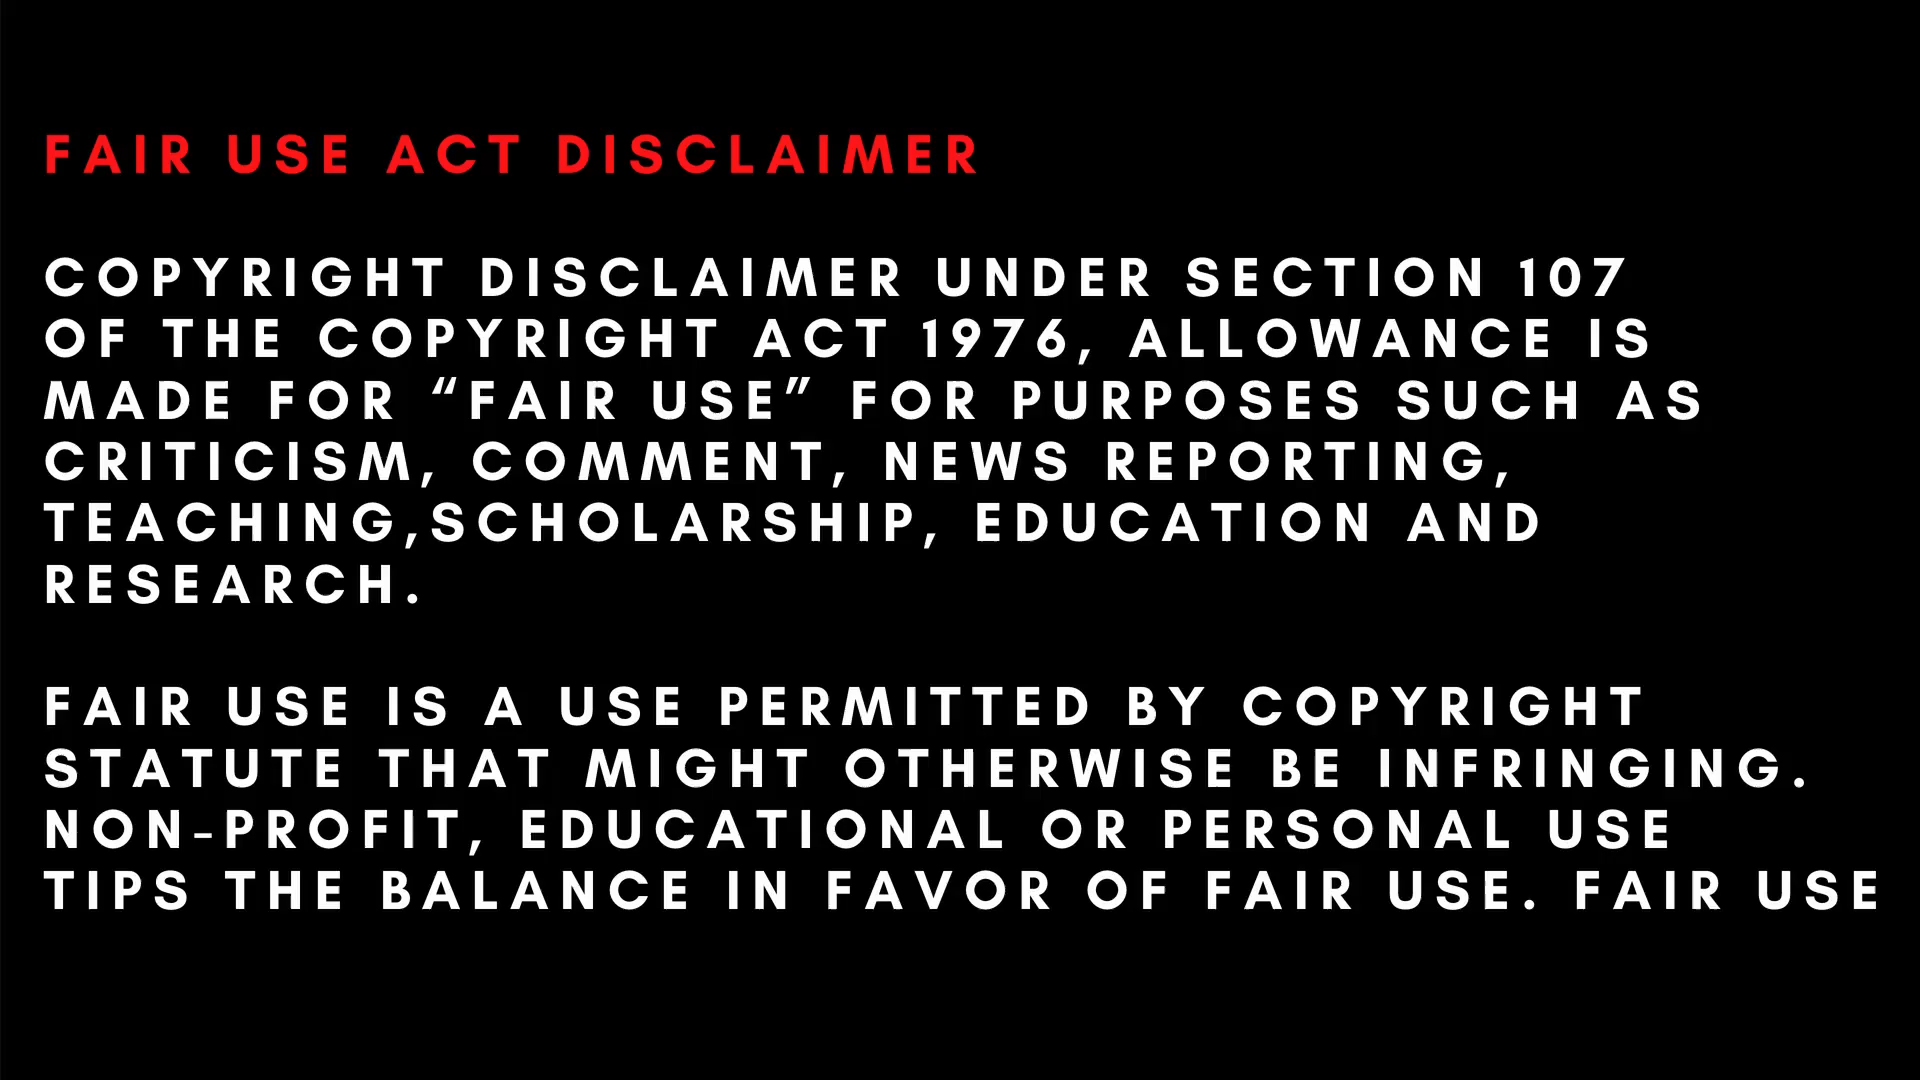 FAIR USE ACT DISCLAIMER
COPYRIGHT DISCLAIMER UNDER SECTION 107
OF THE COPYRIGHT ACT 1976, ALLOWANCE IS
MADE FOR “FAIR USE” FOR PURPOSES SUCH AS
CRITICISM, COMMENT, NEWS REPORTING,
TEACHING,SCHOLARSHIP, EDUCATION AND
RESEARCH.
FAIR USE IS A USE PERMITTED BY COPYRIGHT
STATUTE THAT MIGHT OTHERWISE BE INFRINGING.
NON-PROFIT, EDUCATIONAL OR PERSONAL USE
TIPS THE BALANCE IN FAVOR OF FAIR USE. FAIR USE